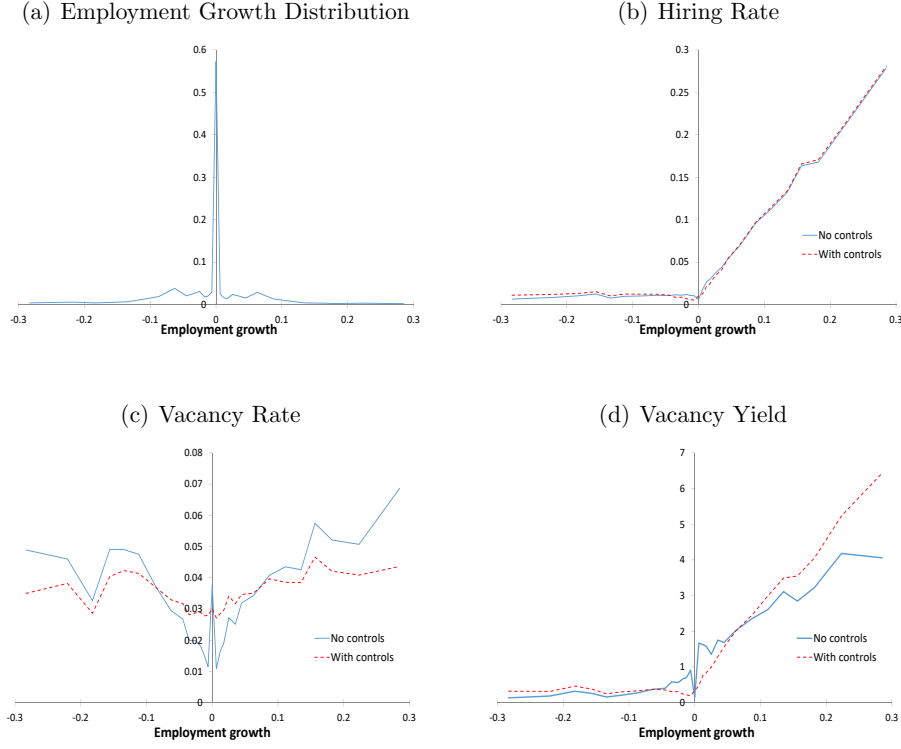 (a) Employment Growth Distribution
0.6
0.5
0.4
0.3
0.2
0.1
0
-0.3 -0.2 -0.1 0 0.1 0.2 0.3
Employment growth
(b) Hiring Rate
0.3
0.25
0.2
0.15
0.1
0.05
0
No controls
With controls
-0.3 -0.2 -0.1 0 0.1 0.2 0.3
Employment growth
(c) Vacancy Rate
0.08
0.07
0.06
0.05
0.04
0.03
0.02
0.01
0
No controls
With controls
-0.3 -0.2 -0.1 0 0.1 0.2 0.3
Employment growth
(d) Vacancy Yield
7
6
5
4
3
2
1
0
No controls
With controls
-0.3 -0.2 -0.1 0 0.1 0.2 0.3
Employment growth